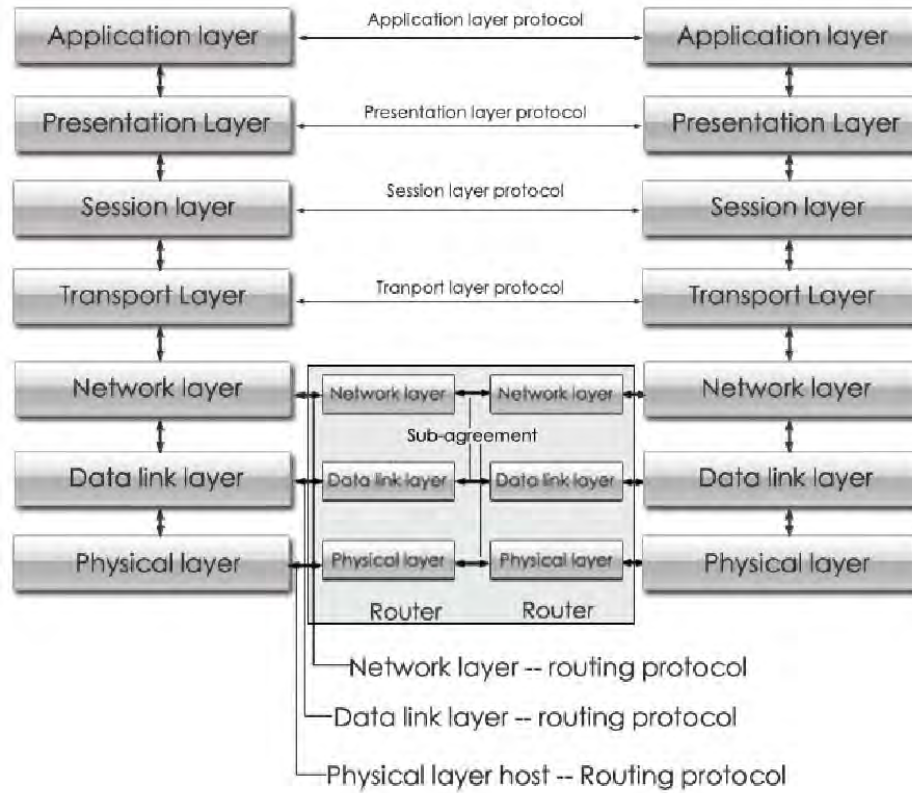 Application layer protocol
Application layer
Application layer
Presentation layer protocol
Presentation Layer
Presentation Layer
Session layer protocol
Session layer
Session layer
Tranport layer protocol
Transport Layer
Transport Layer
Network layer
Network layer
Network layer
Network layer
Sub-agreement
Data link layer
Data link layer
Data link layer
Data link layer
Physical layer
Physical layer
Physical layer
Physical layer
Router
Router
Network layer -- routing protocol
Data link layer -- routing protocol
Physical layer host -- Routing protocol